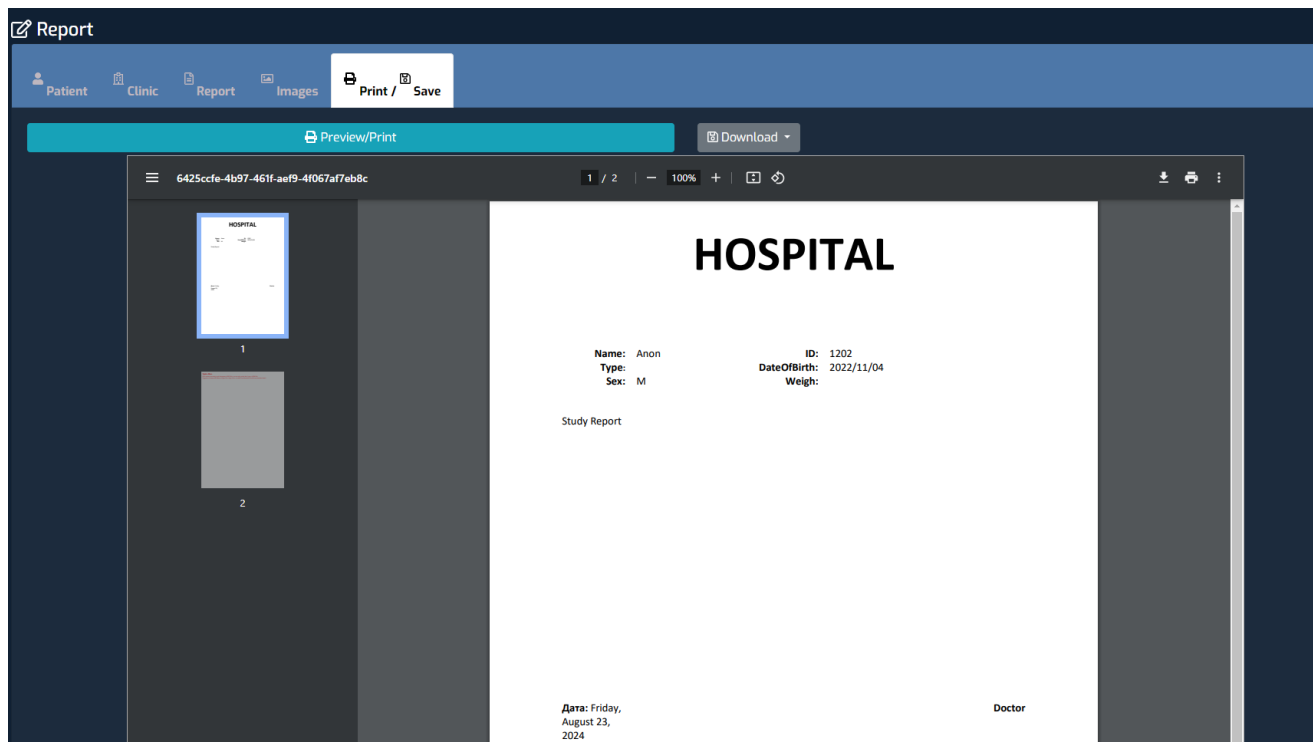 Report
Patient Clinic Report Images Print / Save
Preview/Print Download
6425ccfe-4b97-461f-aef9-4f067af7eb8c 1 / 2 100%
HOSPITAL
1
2
HOSPITAL
Name: Anon ID: 1202
Type: DateOfBirth: 2022/11/04
Sex: M Weigh:
Study Report
Дата: Friday, Doctor
August 23,
2024